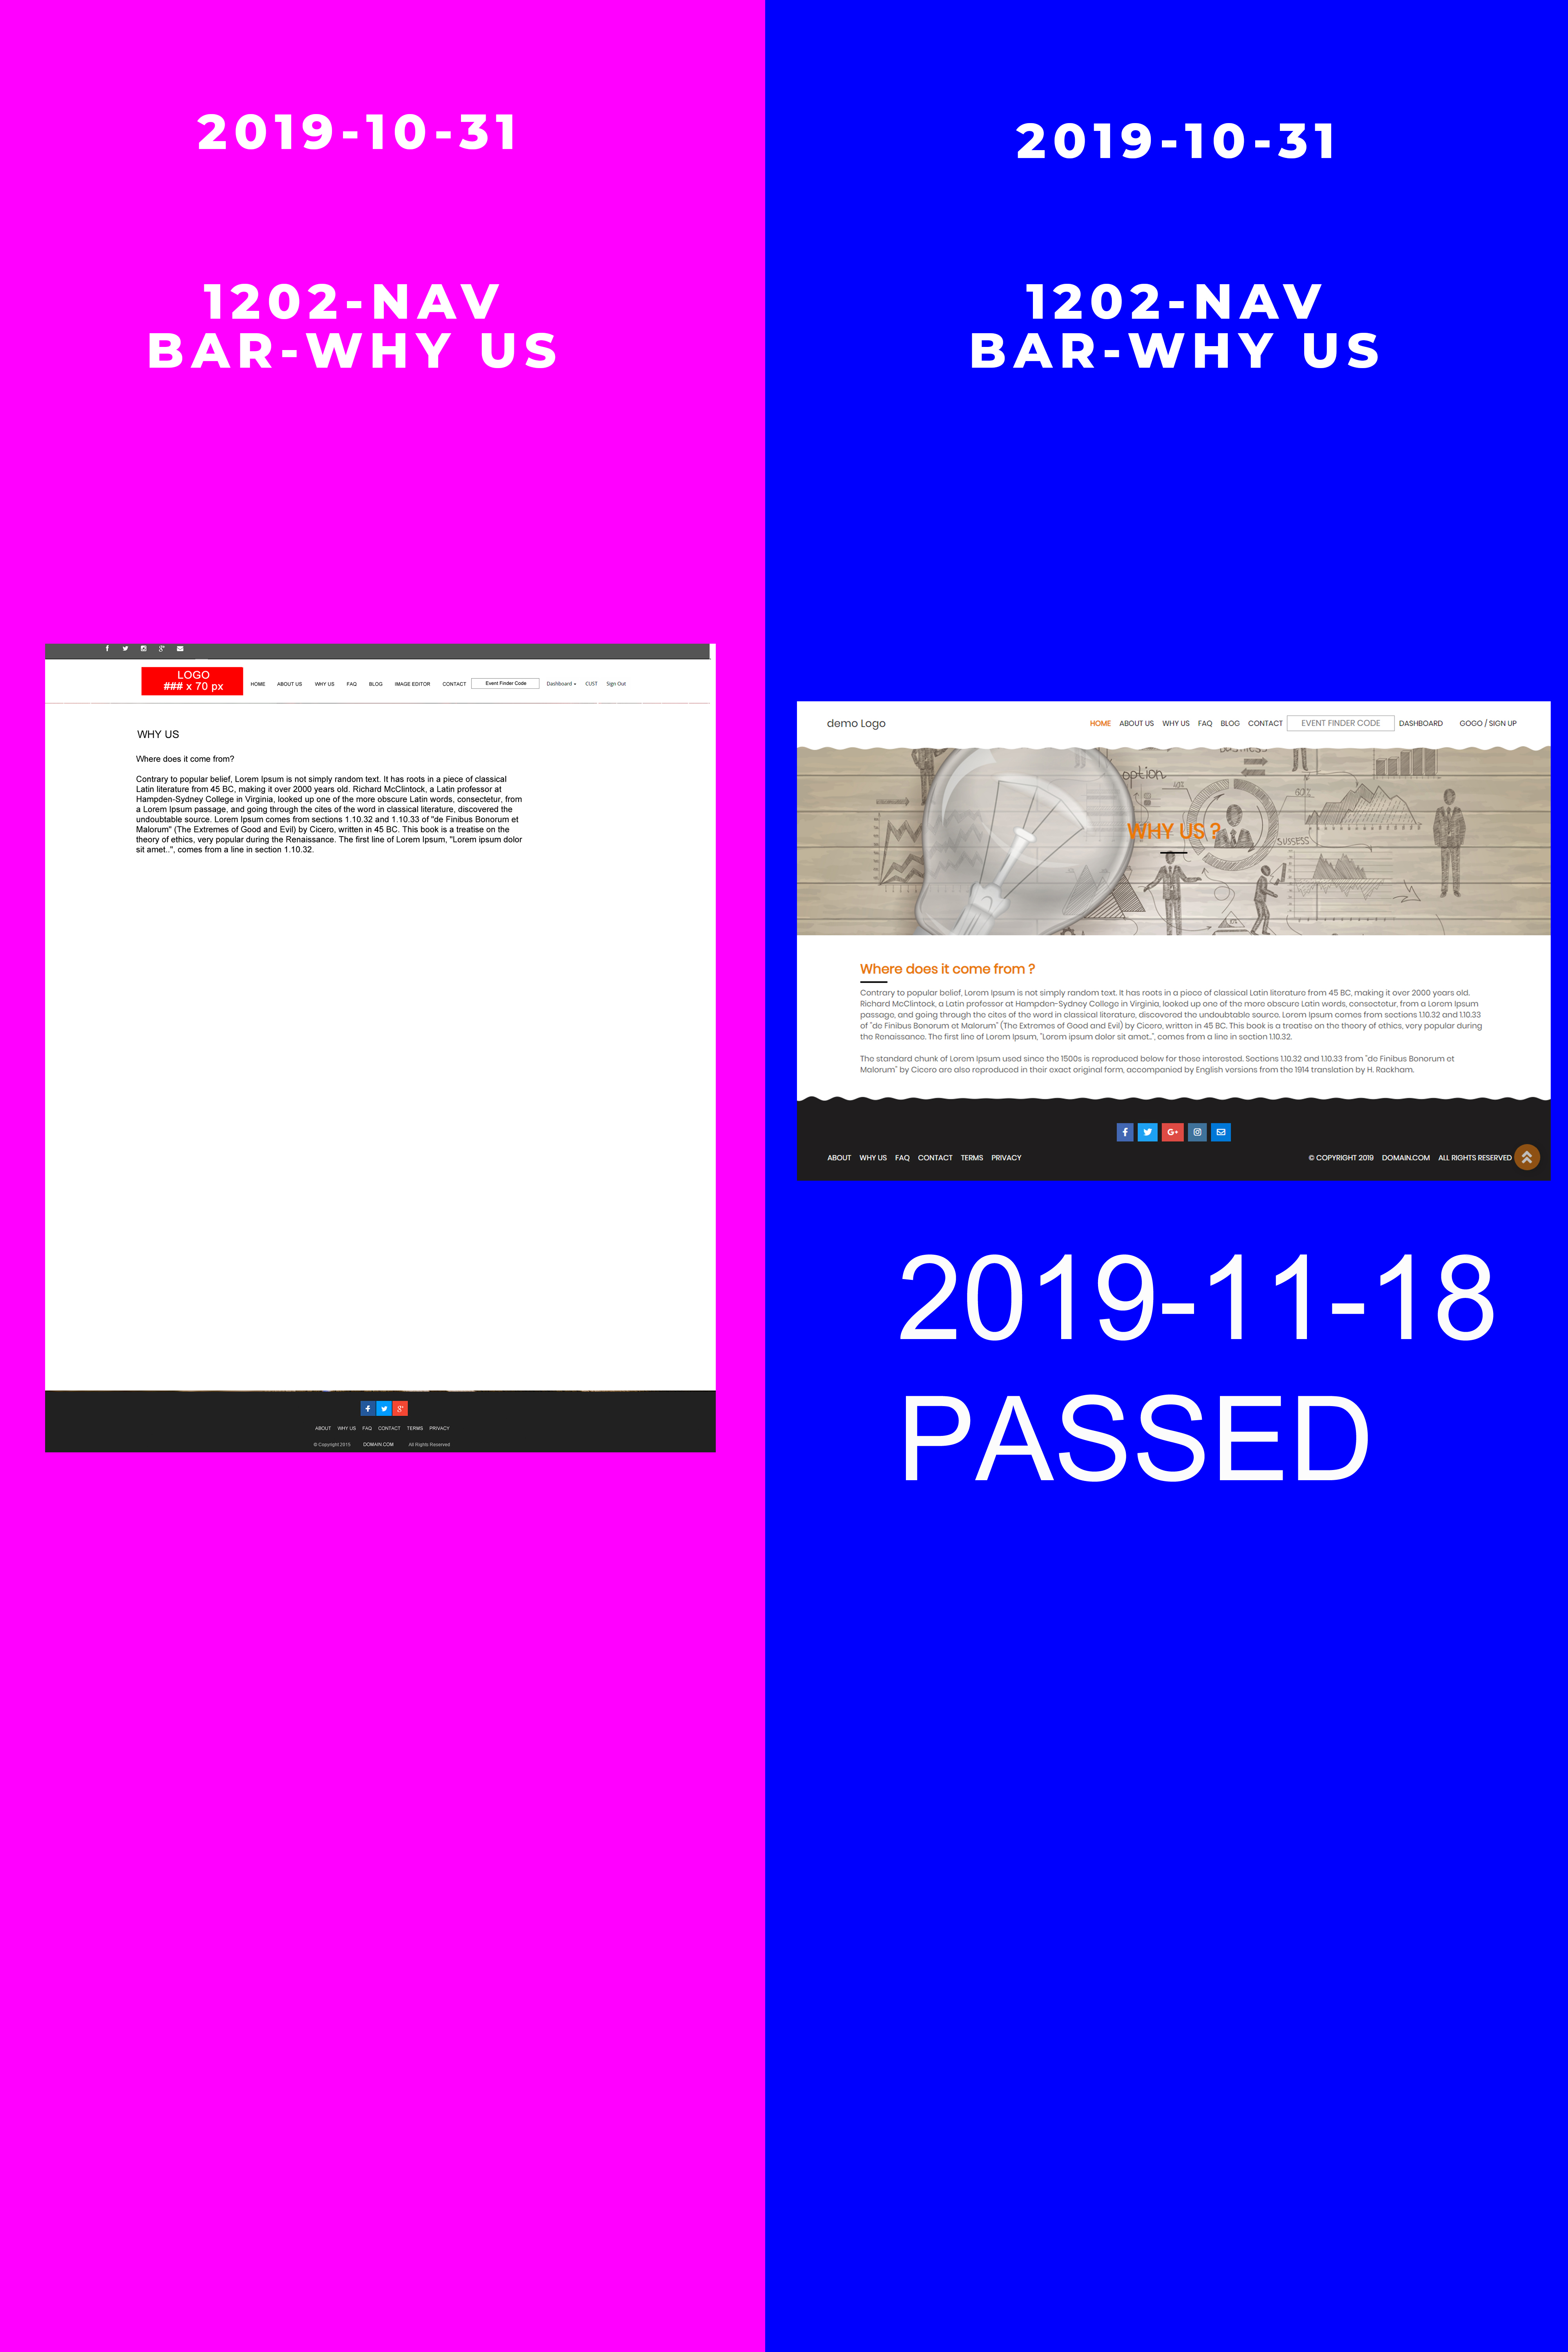 2019-10-31
1202-NAV
BAR-WHY US
LOGO
### x 70 px
HOME ABOUT US WHY US FAQ BLOG IMAGE EDITOR CONTACT Event Finder Code Dashboard CUST Sign Out
WHY US
Where does it come from?
Contrary to popular belief, Lorem Ipsum is not simply random text. It has roots in a piece of classical
Latin literature from 45 BC, making it over 2000 years old. Richard McClintock, a Latin professor at
Hampden-Sydney College in Virginia, looked up one of the more obscure Latin words, consectetur, from
a Lorem Ipsum passage, and going through the cites of the word in classical literature, discovered the
undoubtable source. Lorem Ipsum comes from sections 1.10.32 and 1.10.33 of "de Finibus Bonorum et
Malorum" (The Extremes of Good and Evil) by Cicero, written in 45 BC. This book is a treatise on the
theory of ethics, very popular during the Renaissance. The first line of Lorem Ipsum, "Lorem ipsum dolor
sit amet..", comes from a line in section 1.10.32.
ABOUT WHY US FAQ CONTACT TERMS PRIVACY
© Copyright 2015 DOMAIN.COM All Rights Reserved
2019-10-31
1202-NAV
BAR-WHY US
demo Logo HOME ABOUT US WHY US FAQ BLOG CONTACT EVENT FINDER CODE DASHBOARD GOGO / SIGN UP
option
60%
WHY US ?
SUSSESS
Where does it come from ?
Contrary to popular belief, Lorem Ipsum is not simply random text. It has roots in a piece of classical Latin literature from 45 BC, making it over 2000 years old.
Richard McClintock, a Latin professor at Hampden-Sydney College in Virginia, looked up one of the more obscure Latin words, consectetur, from a Lorem Ipsum
passage, and going through the cites of the word in classical literature, discovered the undoubtable source. Lorem Ipsum comes from sections 1.10.32 and 1.10.33
of "de Finibus Bonorum et Malorum" (The Extremes of Good and Evil) by Cicero, written in 45 BC. This book is a treatise on the theory of ethics, very popular during
the Renaissance. The first line of Lorem Ipsum, "Lorem ipsum dolor sit amet..", comes from a line in section 1.10.32.
The standard chunk of Lorem Ipsum used since the 1500s is reproduced below for those interested. Sections 1.10.32 and 1.10.33 from "de Finibus Bonorum et
Malorum" by Cicero are also reproduced in their exact original form, accompanied by English versions from the 1914 translation by H. Rackham.
ABOUT WHY US FAQ CONTACT TERMS PRIVACY © COPYRIGHT 2019 DOMAIN.COM ALL RIGHTS RESERVED
2019-11-18
PASSED